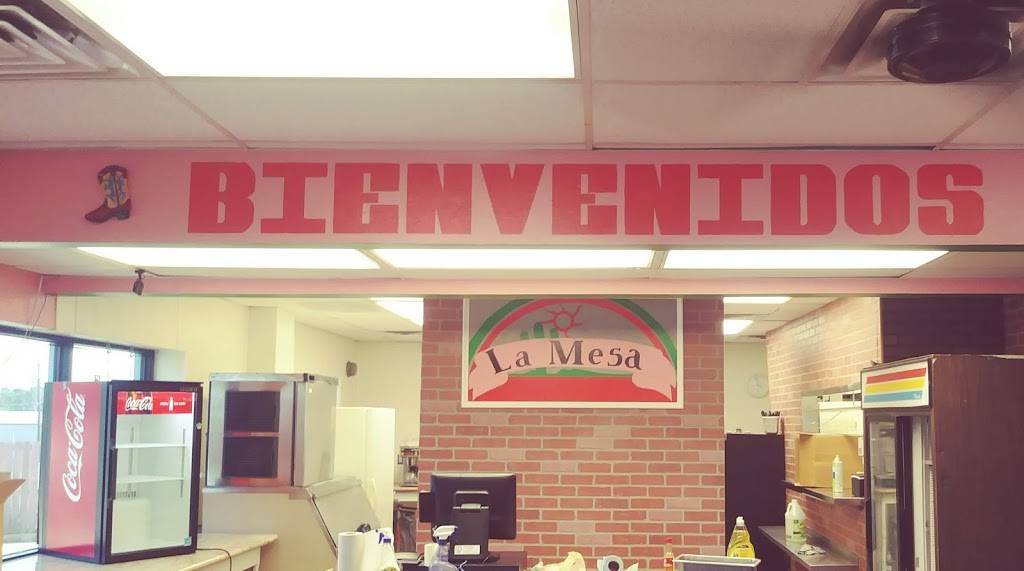 BIENVENIDOS
La Mesa
Coca-Cola
Coca-Cola